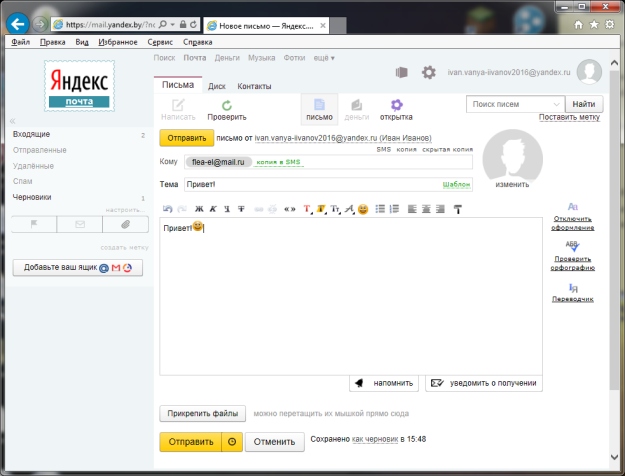 https://mail.yandex.by/?nc
Новое письмо — Яндекс....
Файл Правка Вид Избранное Сервис Справка
Поиск Почта Деньги Музыка Фотки ещё
ivan.vanya-iivanov2016@yandex.ru
Яндекс
почта
Письма Диск Контакты
Написать Проверить письмо деньги открытка
Поиск писем Найти
Поставить метку
Входящие 2
Отправленные
Удалённые
Спам
Черновики 1
настроить...
создать метку
Добавьте ваш ящик
Отправить письмо от ivan.vanya-iivanov2016@yandex.ru (Иван Иванов)
SMS копия скрытая копия
Кому flea-el@mail.ru копия в SMS
Тема Привет! Шаблон
изменить
Ж К Ч Т « » T T Tт A
Привет!😀
Aa
Отключить оформление
АБВ
Проверить орфографию
Переводчик
напомнить уведомить о получении
Прикрепить файлы можно перетащить их мышкой прямо сюда
Отправить Отменить Сохранено как черновик в 15:48